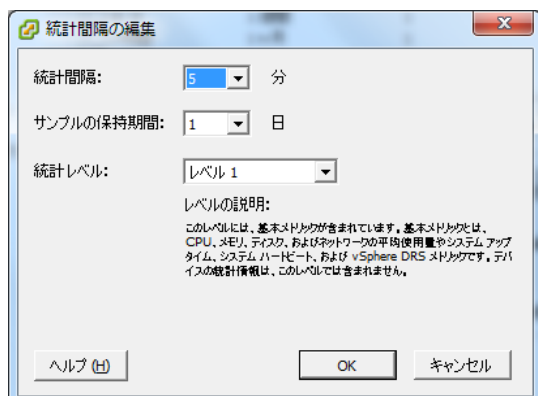 統計間隔の編集
統計間隔: 5 分
サンプルの保持期間: 1 日
統計レベル: レベル 1
レベルの説明:
このレベルには、基本メトリックが含まれています。基本メトリックとは、
CPU、メモリ、ディスク、およびネットワークの平均使用量やシステム アップ
タイム、システム ハートビート、および vSphere DRS メトリックです。デバ
イスの統計情報は、このレベルでは含まれません。
ヘルプ (H) OK キャンセル